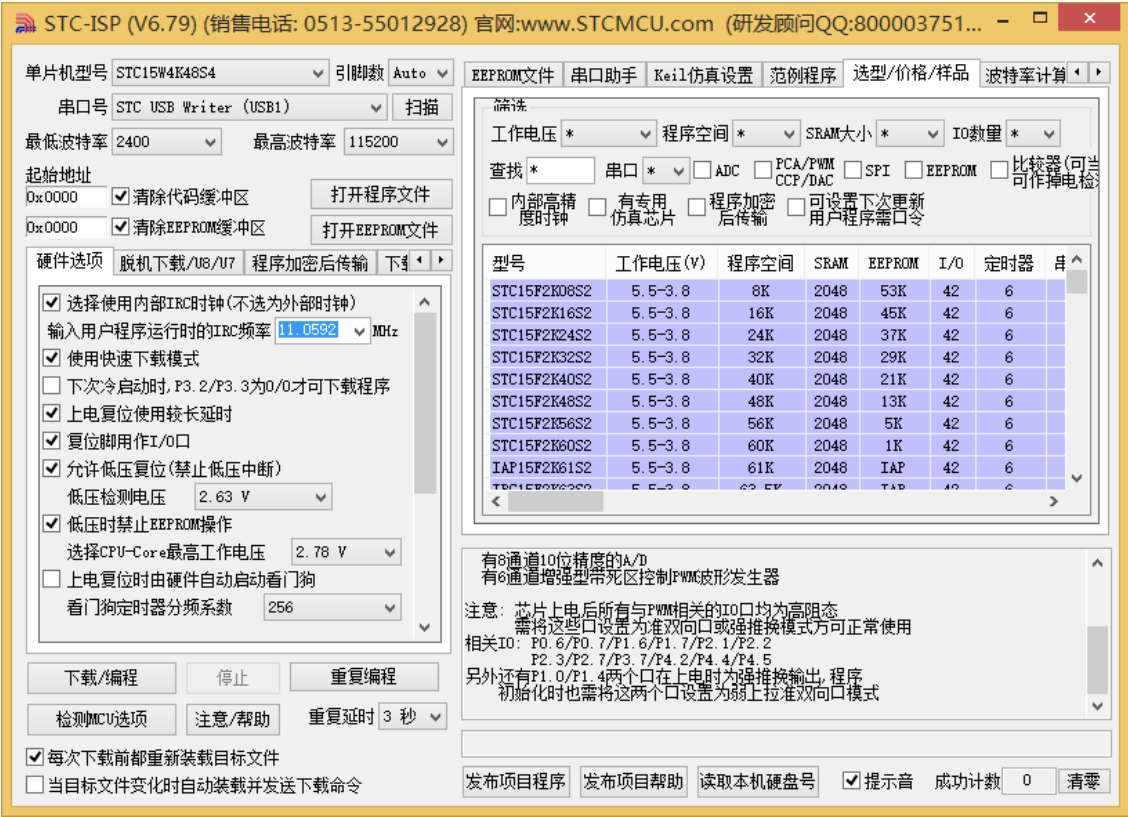 STC-ISP (V6.79) (销售电话: 0513-55012928) 官网:www.STCMCU.com (研发顾问QQ:800003751...
单片机型号 STC15W4K48S4 引脚数 Auto
串口号 STC USB Writer (USB1) 扫描
最低波特率 2400 最高波特率 115200
起始地址
0x0000 清除代码缓冲区 打开程序文件
0x0000 清除EEPROM缓冲区 打开EEPROM文件
硬件选项 脱机下载/U8/U7 程序加密后传输
选择使用内部IRC时钟(不选为外部时钟)
输入用户程序运行时的IRC频率 11.0592 MHz
使用快速下载模式
下次冷启动时,P3.2/P3.3为0/0才可下载程序
上电复位使用较长延时
复位脚用作I/O口
允许低压复位(禁止低压中断)
低压检测电压 2.63 V
低压时禁止EEPROM操作
选择CPU-Core最高工作电压 2.78 V
上电复位时由硬件自动启动看门狗
看门狗定时器分频系数 256
下载/编程 停止 重复编程
检测MCU选项 注意/帮助 重复延时 3 秒
每次下载前都重新装载目标文件
当目标文件变化时自动装载并发送下载命令
EEPROM文件 串口助手 Keil仿真设置 范例程序 选型/价格/样品 波特率计算
筛选
工作电压 * 程序空间 * SRAM大小 * IO数量 *
查找 * 串口 * ADC PCA/PWM SPI EEPROM 比较器(可当
CCP/DAC 可作掉电检
内部高精 有专用 程序加密 可设置下次更新
度时钟 仿真芯片 后传输 用户程序需口令
型号 工作电压(V) 程序空间 SRAM EEPROM I/O 定时器
STC15F2K08S2 5.5-3.8 8K 2048 53K 42 6
STC15F2K16S2 5.5-3.8 16K 2048 45K 42 6
STC15F2K24S2 5.5-3.8 24K 2048 37K 42 6
STC15F2K32S2 5.5-3.8 32K 2048 29K 42 6
STC15F2K40S2 5.5-3.8 40K 2048 21K 42 6
STC15F2K48S2 5.5-3.8 48K 2048 13K 42 6
STC15F2K56S2 5.5-3.8 56K 2048 5K 42 6
STC15F2K60S2 5.5-3.8 60K 2048 1K 42 6
IAP15F2K61S2 5.5-3.8 61K 2048 IAP 42 6
有8通道10位精度的A/D
有6通道增强型带死区控制PWM波形发生器
注意: 芯片上电后所有与PWM相关的IO口均为高阻态
需将这些口设置为准双向口或强推挽模式方可正常使用
相关IO: P0.6/P0.7/P1.6/P1.7/P2.1/P2.2
P2.3/P2.7/P3.7/P4.2/P4.4/P4.5
另外还有P1.0/P1.4两个口在上电时为强推挽输出,程序
初始化时也需将这两个口设置为弱上拉准双向口模式
发布项目程序 发布项目帮助 读取本机硬盘号 提示音 成功计数 0 清零